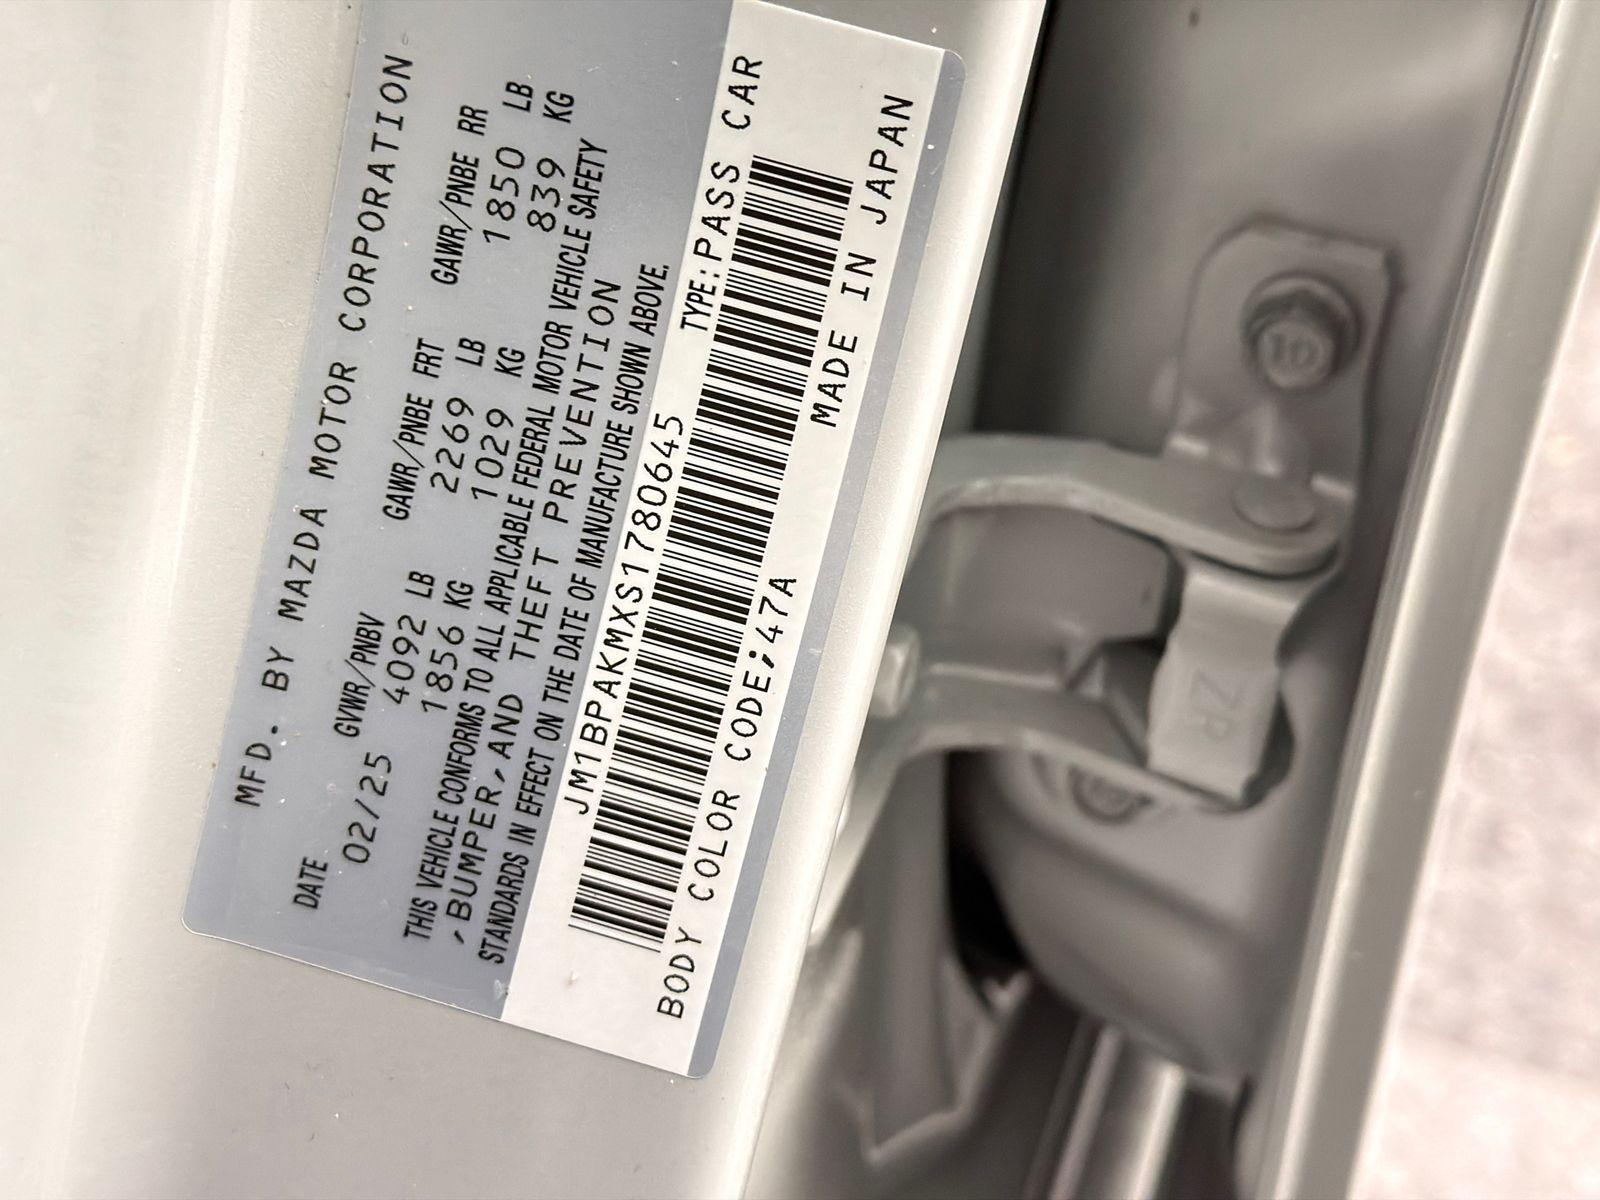 MFD. BY MAZDA MOTOR CORPORATION
DATE GVWR/PNBV GAWR/PNBE FRT GAWR/PNBE RR
02/25 4092 LB 2269 LB 1850 LB
1856 KG 1029 KG 839 KG
THIS VEHICLE CONFORMS TO ALL APPLICABLE FEDERAL MOTOR VEHICLE SAFETY
, BUMPER, AND THEFT PREVENTION
STANDARDS IN EFFECT ON THE DATE OF MANUFACTURE SHOWN ABOVE.
JM1BPAKMXS1780645 TYPE:PASS CAR
BODY COLOR CODE;47A MADE IN JAPAN
10
ZP